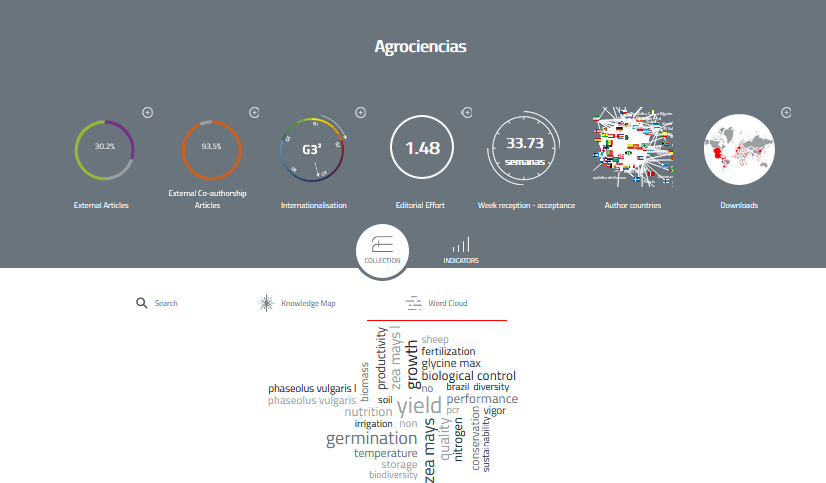 Agrociencias
30.2%
93.5%
G3³
1.48
33.73
semanas
External Articles
External Co-authorship
Articles
Internationalisation
Editorial Effort
Week reception - acceptance
Author countries
Downloads
COLLECTION
INDICATORS
Search
Knowledge Map
Word Cloud
productivity
zea mays l
growth
sheep
fertilization
glycine max
biological control
biomass
phaseolus vulgaris l
no
brazil
diversity
phaseolus vulgaris
soil
yield
performance
nutrition
pcr
vigor
irrigation
non
germination
zea mays
quality
nitrogen
conservation
sustainability
temperature
storage
biodiversity